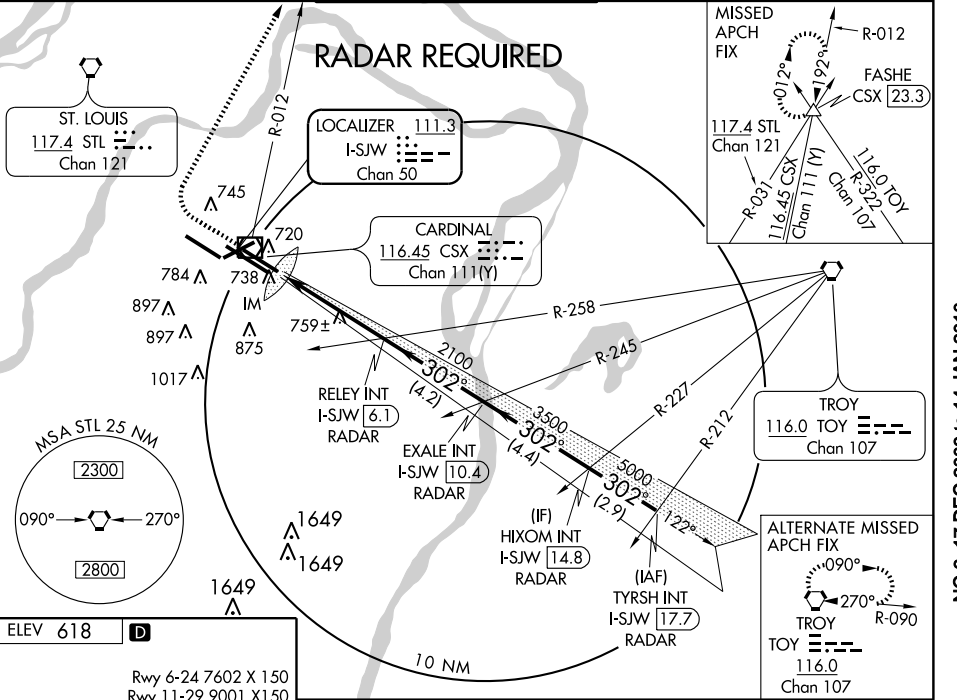 RADAR REQUIRED
MISSED
APCH
FIX
R-012
012°
192°
FASHE
CSX 23.3
117.4 STL
Chan 121
R-031
116.45 CSX
Chan 111 (Y)
116.0 TOY
R-322
Chan 107
ST. LOUIS
117.4 STL
Chan 121
R-012
LOCALIZER 111.3
I-SJW
Chan 50
745
720
CARDINAL
116.45 CSX
Chan 111(Y)
784
738
IM
897
897
875
759±
1017
R-258
R-245
R-227
R-212
2100
302°
(4.2)
3500
302°
(4.4)
5000
302°
(2.9)
122°
RELEY INT
I-SJW 6.1
RADAR
EXALE INT
I-SJW 10.4
RADAR
(IF)
HIXOM INT
I-SJW 14.8
RADAR
(IAF)
TYRSH INT
I-SJW 17.7
RADAR
TROY
116.0 TOY
Chan 107
MSA STL 25 NM
2300
090°
270°
2800
1649
1649
1649
10 NM
ALTERNATE MISSED
APCH FIX
090°
270°
R-090
TROY
TOY
116.0
Chan 107
ELEV 618 D
Rwy 6-24 7602 X 150
Rwy 11-29 9001 X150